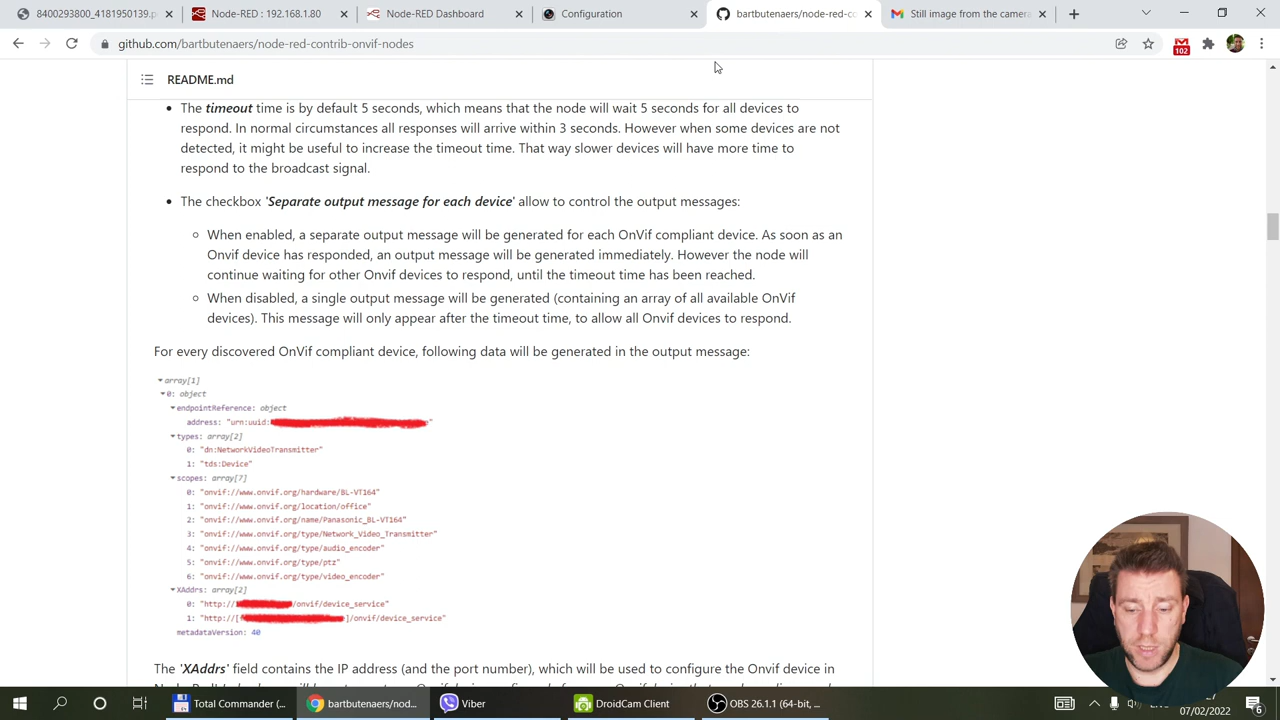 8400293800_4181950139.p
Node-RED : 192.168.1.80
Node-RED Dashboard
Configuration
bartbutenaers/node-red-co
Still image from the camera
github.com/bartbutenaers/node-red-contrib-onvif-nodes
102
README.md
The timeout time is by default 5 seconds, which means that the node will wait 5 seconds for all devices to
respond. In normal circumstances all responses will arrive within 3 seconds. However when some devices are not
detected, it might be useful to increase the timeout time. That way slower devices will have more time to
respond to the broadcast signal.
The checkbox 'Separate output message for each device' allow to control the output messages:
When enabled, a separate output message will be generated for each OnVif compliant device. As soon as an
Onvif device has responded, an output message will be generated immediately. However the node will
continue waiting for other Onvif devices to respond, until the timeout time has been reached.
When disabled, a single output message will be generated (containing an array of all available OnVif
devices). This message will only appear after the timeout time, to allow all Onvif devices to respond.
For every discovered OnVif compliant device, following data will be generated in the output message:
array[1]
0: object
endpointReference: object
address: "urn:uuid: e"
types: array[2]
0: "dn:NetworkVideoTransmitter"
1: "tds:Device"
scopes: array[7]
0: "onvif://www.onvif.org/hardware/BL-VT164"
1: "onvif://www.onvif.org/location/office"
2: "onvif://www.onvif.org/name/Panasonic_BL-VT164"
3: "onvif://www.onvif.org/type/Network_Video_Transmitter"
4: "onvif://www.onvif.org/type/audio_encoder"
5: "onvif://www.onvif.org/type/ptz"
6: "onvif://www.onvif.org/type/video_encoder"
XAddrs: array[2]
0: "http:// /onvif/device_service"
1: "http://[ ]/onvif/device_service"
metadataVersion: 40
The 'XAddrs' field contains the IP address (and the port number), which will be used to configure the Onvif device in
Total Commander (...
bartbutenaers/nod...
Viber
DroidCam Client
OBS 26.1.1 (64-bit, ...
ENG
07/02/2022
6